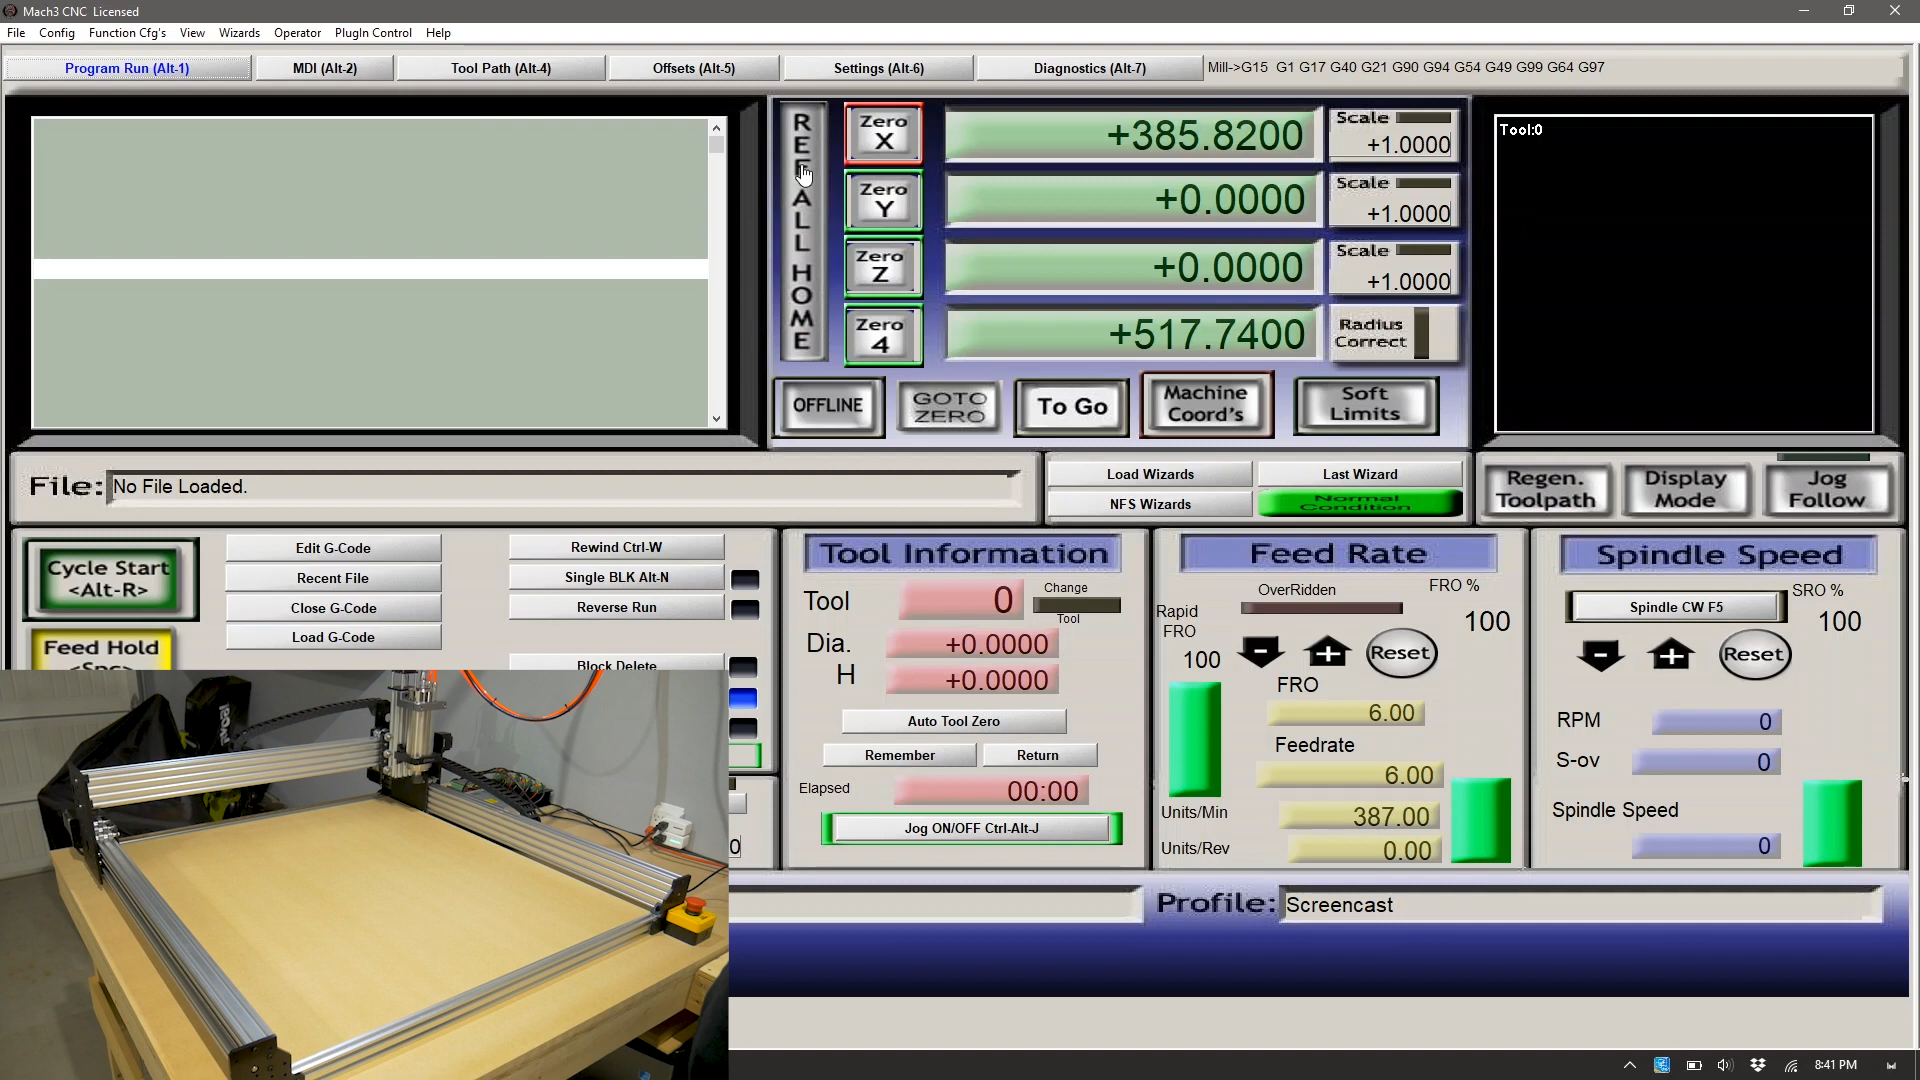 Mach3 CNC Licensed
File Config Function Cfg's View Wizards Operator PlugIn Control Help
Program Run (Alt-1) MDI (Alt-2) Tool Path (Alt-4) Offsets (Alt-5) Settings (Alt-6) Diagnostics (Alt-7) Mill->G15 G1 G17 G40 G21 G90 G94 G54 G49 G99 G64 G97
REF ALL HOME
Zero X +385.8200 Scale +1.0000
Zero Y +0.0000 Scale +1.0000
Zero Z +0.0000 Scale +1.0000
Zero 4 +517.7400 Radius Correct
OFFLINE GOTO ZERO To Go Machine Coord's Soft Limits
Tool:0
File: No File Loaded.
Load Wizards Last Wizard
NFS Wizards Normal Condition
Regen. Toolpath Display Mode Jog Follow
Cycle Start <Alt-R>
Feed Hold <Spc>
Edit G-Code
Recent File
Close G-Code
Load G-Code
Rewind Ctrl-W
Single BLK Alt-N
Reverse Run
Block Delete
0
Tool Information
Tool 0 Change Tool
Dia. +0.0000
H +0.0000
Auto Tool Zero
Remember Return
Elapsed 00:00
Jog ON/OFF Ctrl-Alt-J
Feed Rate
OverRidden FRO %
Rapid FRO 100
100
- + Reset
FRO
6.00
Feedrate
6.00
Units/Min 387.00
Units/Rev 0.00
Spindle Speed
Spindle CW F5 SRO %
100
- + Reset
RPM 0
S-ov 0
Spindle Speed
0
Profile: Screencast
8:41 PM